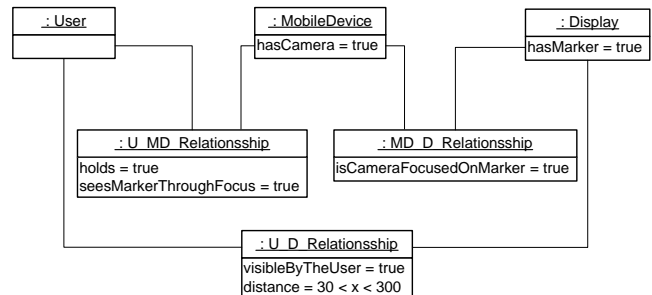 : User
: MobileDevice
hasCamera = true
: Display
hasMarker = true
: U_MD_Relationsship
holds = true
seesMarkerThroughFocus = true
: MD_D_Relationsship
isCameraFocusedOnMarker = true
: U_D_Relationsship
visibleByTheUser = true
distance = 30 < x < 300